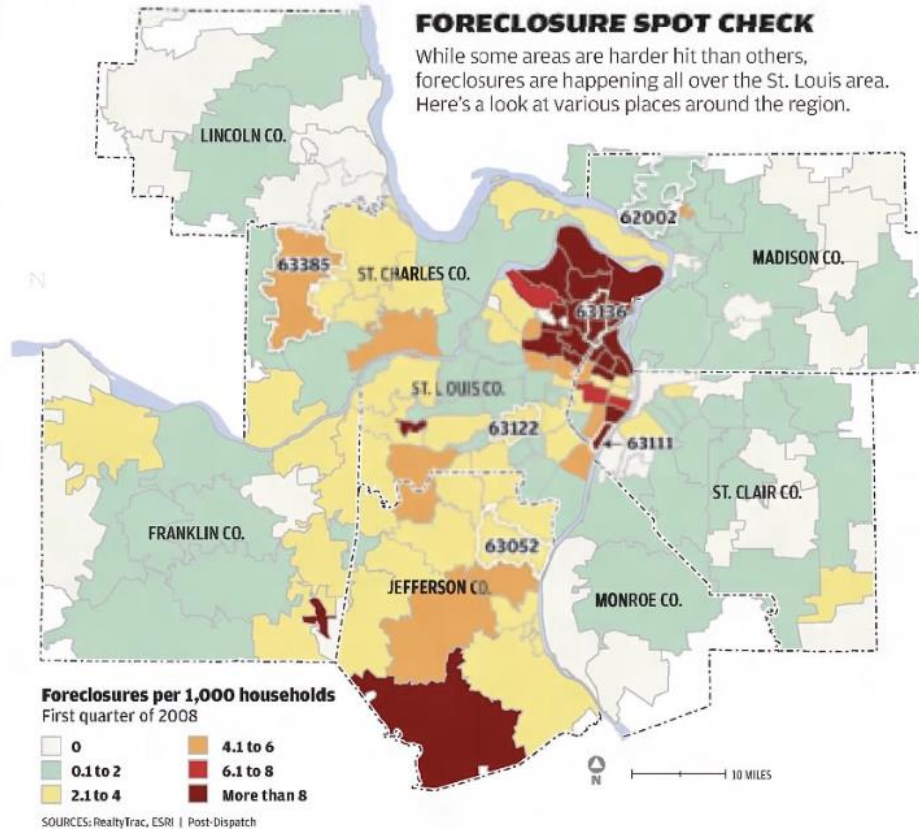 FORECLOSURE SPOT CHECK
While some areas are harder hit than others,
foreclosures are happening all over the St. Louis area.
Here's a look at various places around the region.
LINCOLN CO.
62002
MADISON CO.
63385
ST. CHARLES CO.
63136
ST. LOUIS CO.
63122
63111
ST. CLAIR CO.
FRANKLIN CO.
63052
JEFFERSON CO.
MONROE CO.
Foreclosures per 1,000 households
First quarter of 2008
0
0.1 to 2
2.1 to 4
4.1 to 6
6.1 to 8
More than 8
N
10 MILES
SOURCES: RealtyTrac, ESRI | Post-Dispatch